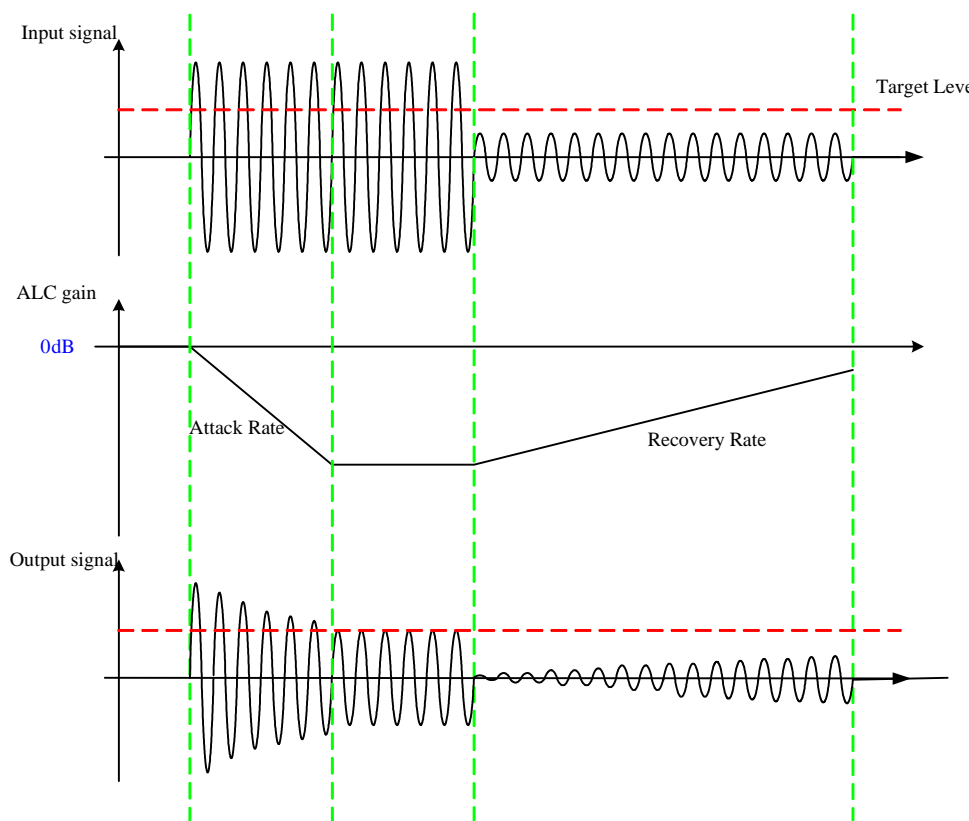 Input signal
Target Leve
ALC gain
0dB
Attack Rate
Recovery Rate
Output signal